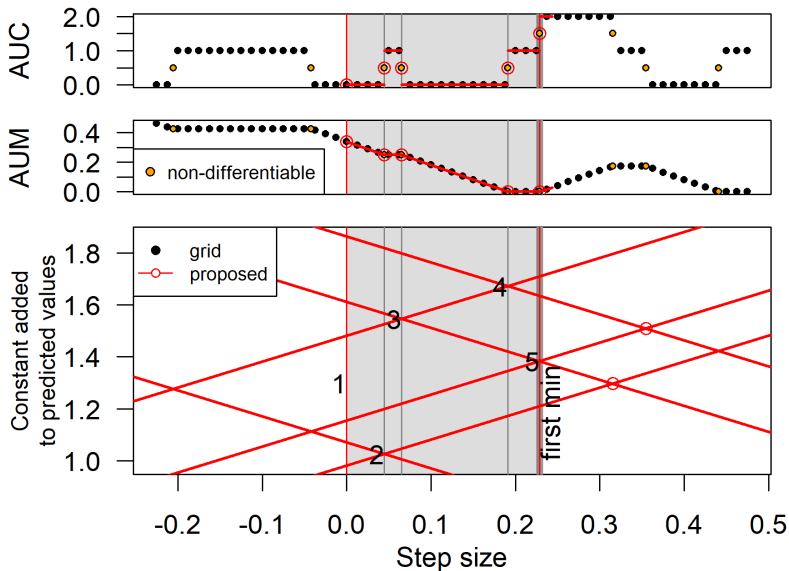 AUC
2.0
1.0
0.0
AUM
0.4
0.2
0.0
non-differentiable
Constant added
to predicted values
1.8
1.6
1.4
1.2
1.0
grid
proposed
1
2
3
4
5
first min
-0.2
-0.1
0.0
0.1
0.2
0.3
0.4
0.5
Step size